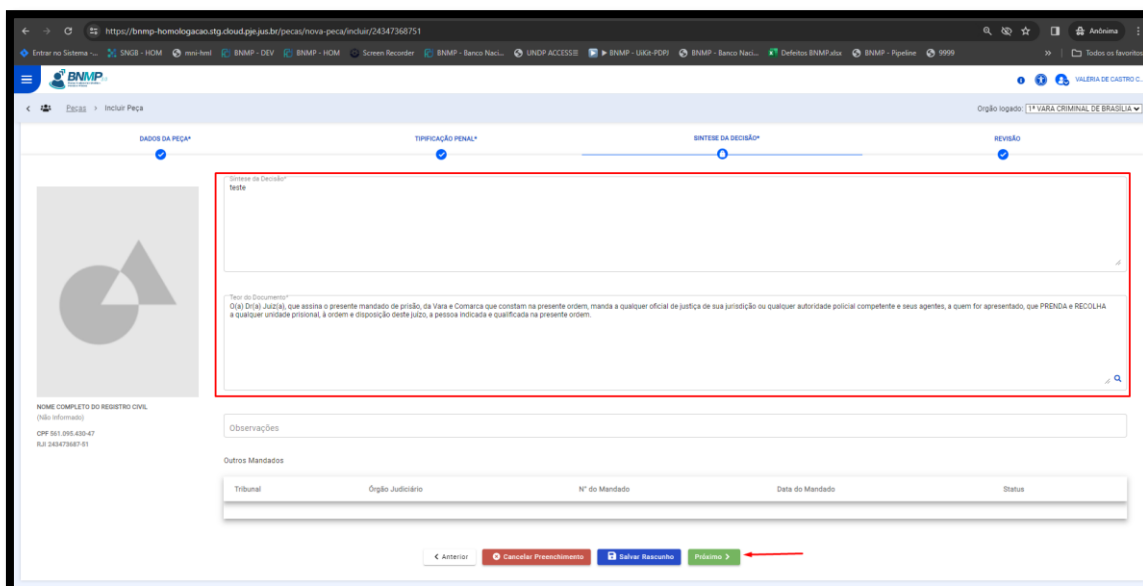 https://bnmp-homologacao.stg.cloud.pje.jus.br/pecas/nova-peca/incluir/24347368751
Anônima
Entrar no Sistema -... SNGB - HOM mni-hml BNMP - DEV BNMP - HOM Screen Recorder BNMP - Banco Naci... UNDP ACCESS BNMP - UiKit-PDPJ BNMP - Banco Naci... Defeitos BNMP.xlsx BNMP - Pipeline 9999 » Todos os favoritos
BNMP
VALERIA DE CASTRO C...
Peças > Incluir Peça
Orgão logado: 1ª VARA CRIMINAL DE BRASÍLIA
DADOS DA PEÇA* TIPIFICAÇÃO PENAL* SINTESE DA DECISÃO* REVISÃO
Síntese da Decisão*
teste
Teor do Documento*
O(a) Dr(a) Juiz(a), que assina o presente mandado de prisão, da Vara e Comarca que constam na presente ordem, manda a qualquer oficial de justiça de sua jurisdição ou qualquer autoridade policial competente e seus agentes, a quem for apresentado, que PRENDA e RECOLHA
a qualquer unidade prisional, à ordem e disposição deste juízo, a pessoa indicada e qualificada na presente ordem.
NOME COMPLETO DO REGISTRO CIVIL
(Não Informado)
CPF 561.095.430-47
RJI 243473687-51
Observações
Outros Mandados
Tribunal Órgão Judiciário N° do Mandado Data do Mandado Status
Anterior Cancelar Preenchimento Salvar Rascunho Próximo